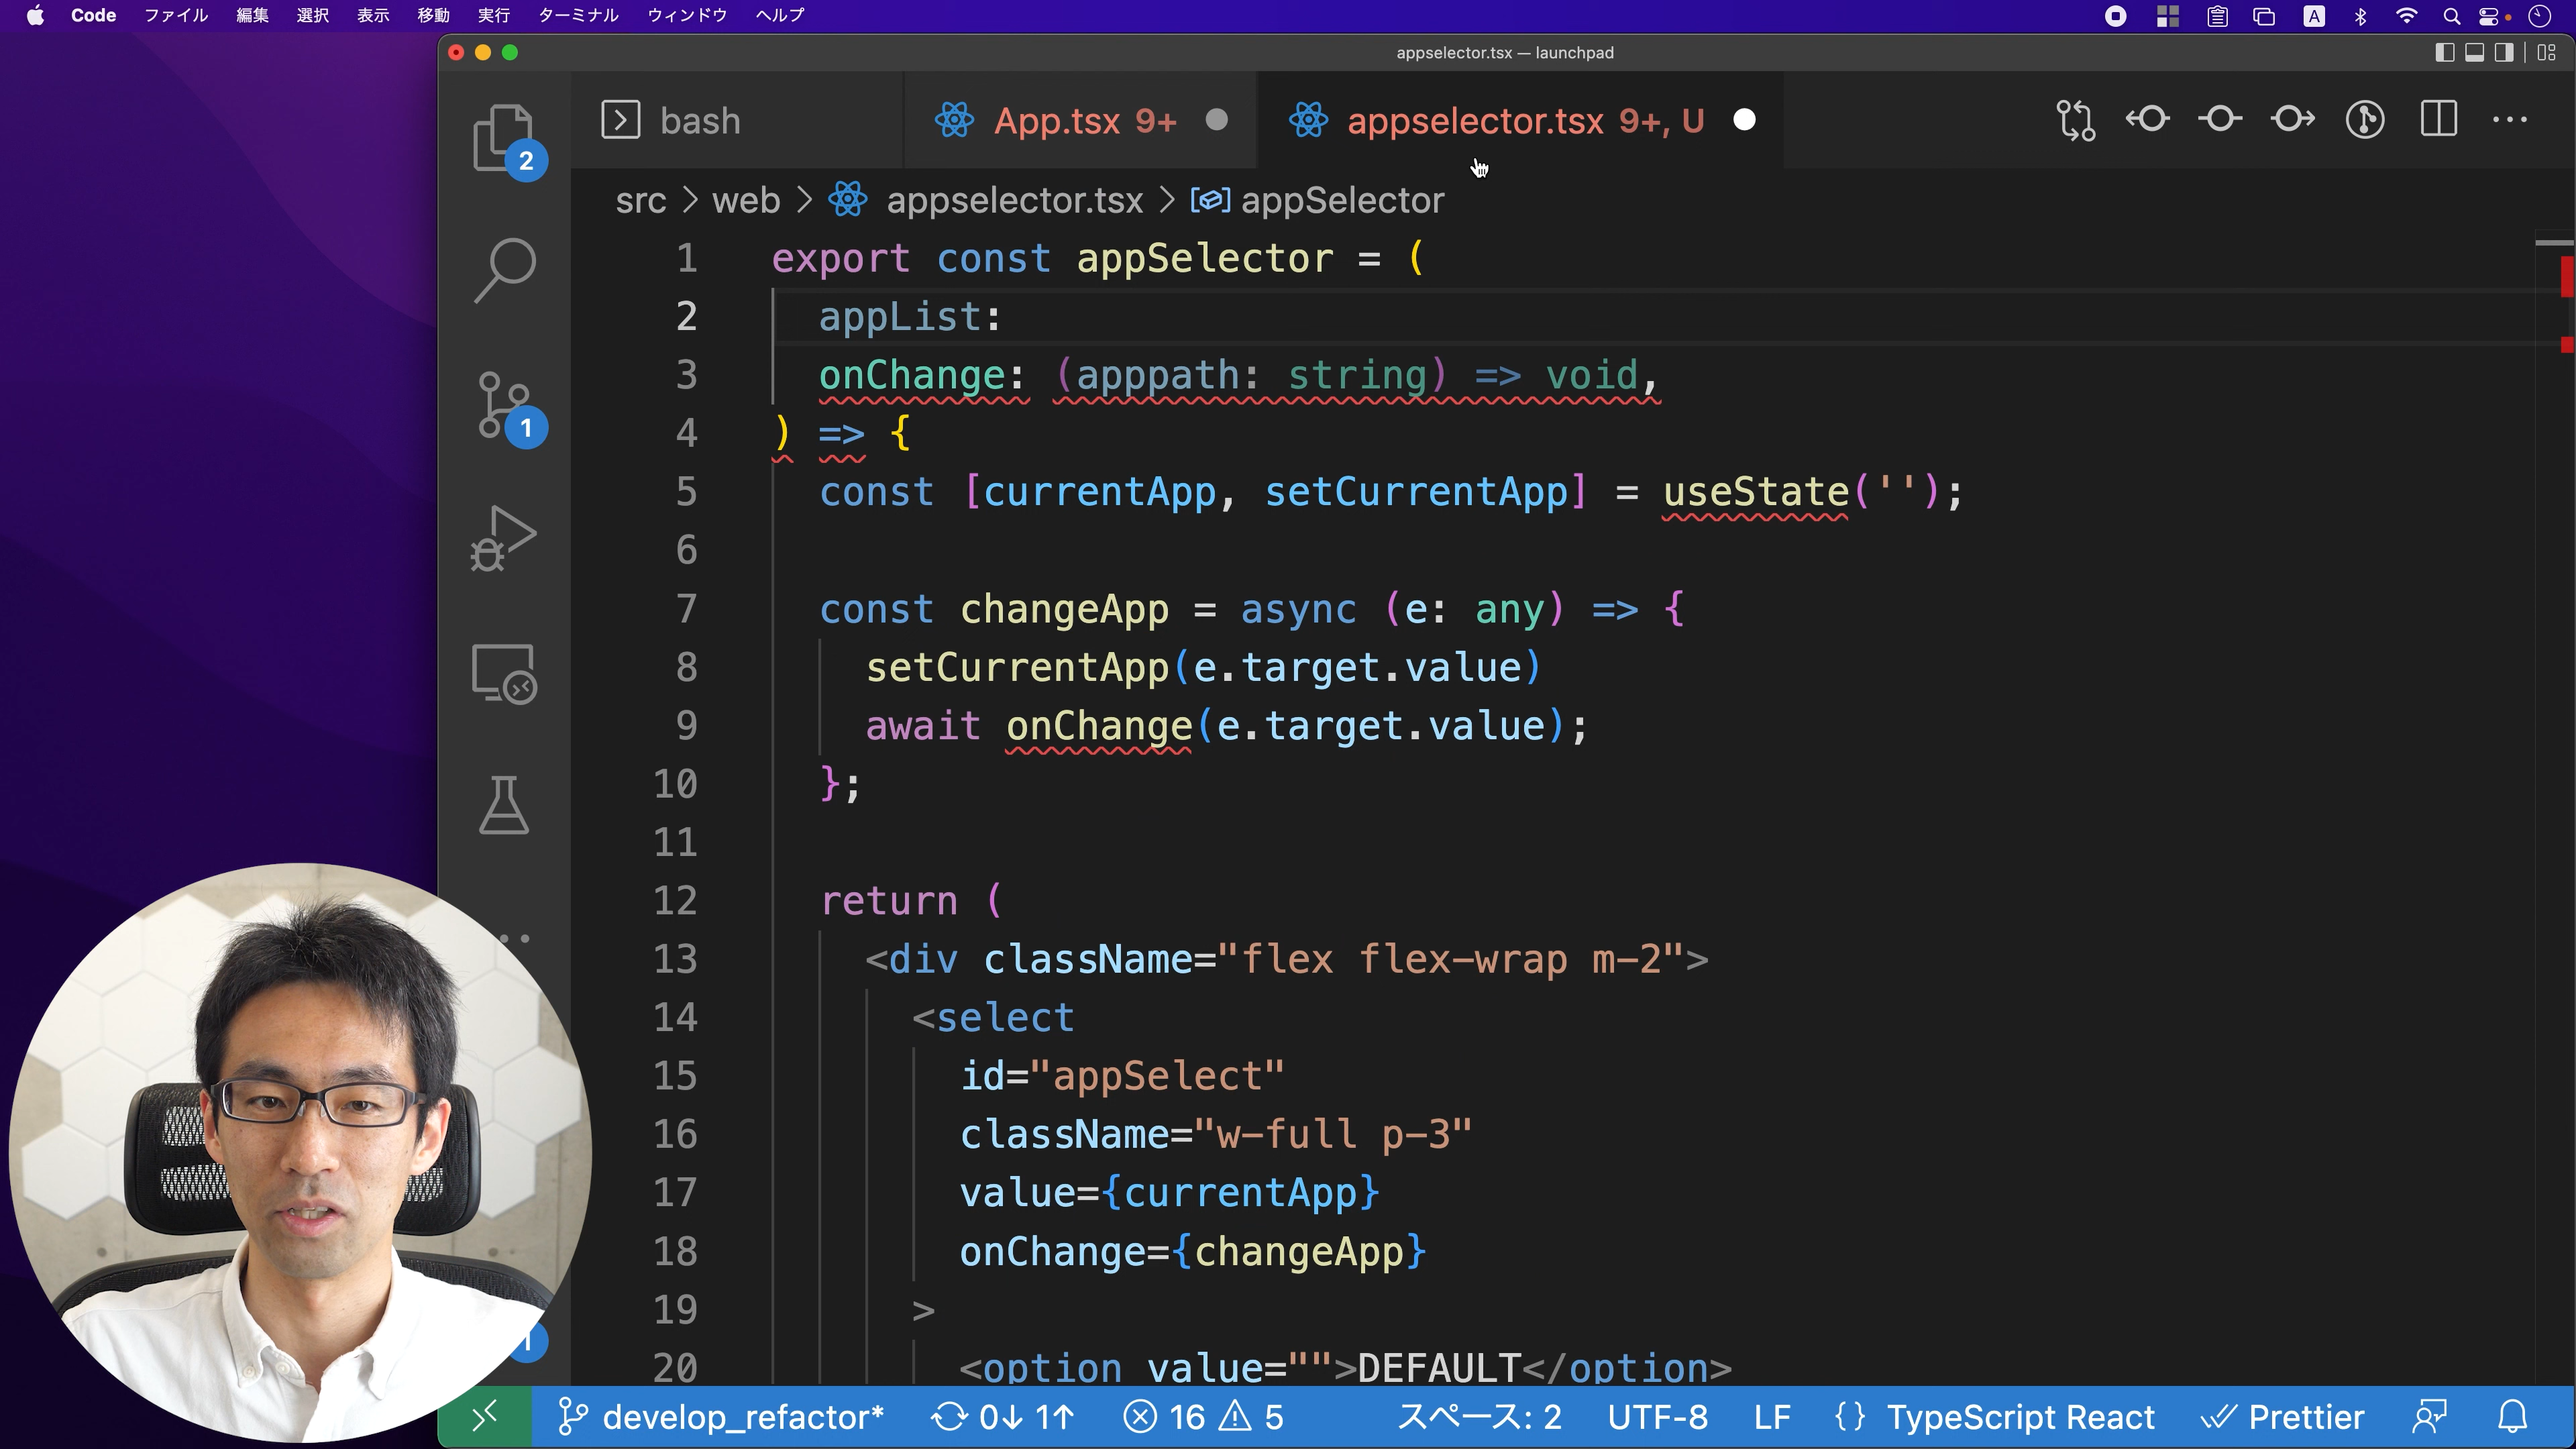 Code ファイル 編集 選択 表示 移動 実行 ターミナル ウィンドウ ヘルプ A
appselector.tsx — launchpad
bash App.tsx 9+ appselector.tsx 9+, U
src > web > appselector.tsx > appSelector
2
1
1 export const appSelector = (
2 appList:
3 onChange: (apppath: string) => void,
4 ) => {
5 const [currentApp, setCurrentApp] = useState('');
6
7 const changeApp = async (e: any) => {
8 setCurrentApp(e.target.value)
9 await onChange(e.target.value);
10 };
11
12 return (
13 <div className="flex flex-wrap m-2">
14 <select
15 id="appSelect"
16 className="w-full p-3"
17 value={currentApp}
18 onChange={changeApp}
19 >
20 <option value="">DEFAULT</option>
1
develop_refactor* 0↓ 1↑ 16 5 スペース: 2 UTF-8 LF {} TypeScript React Prettier